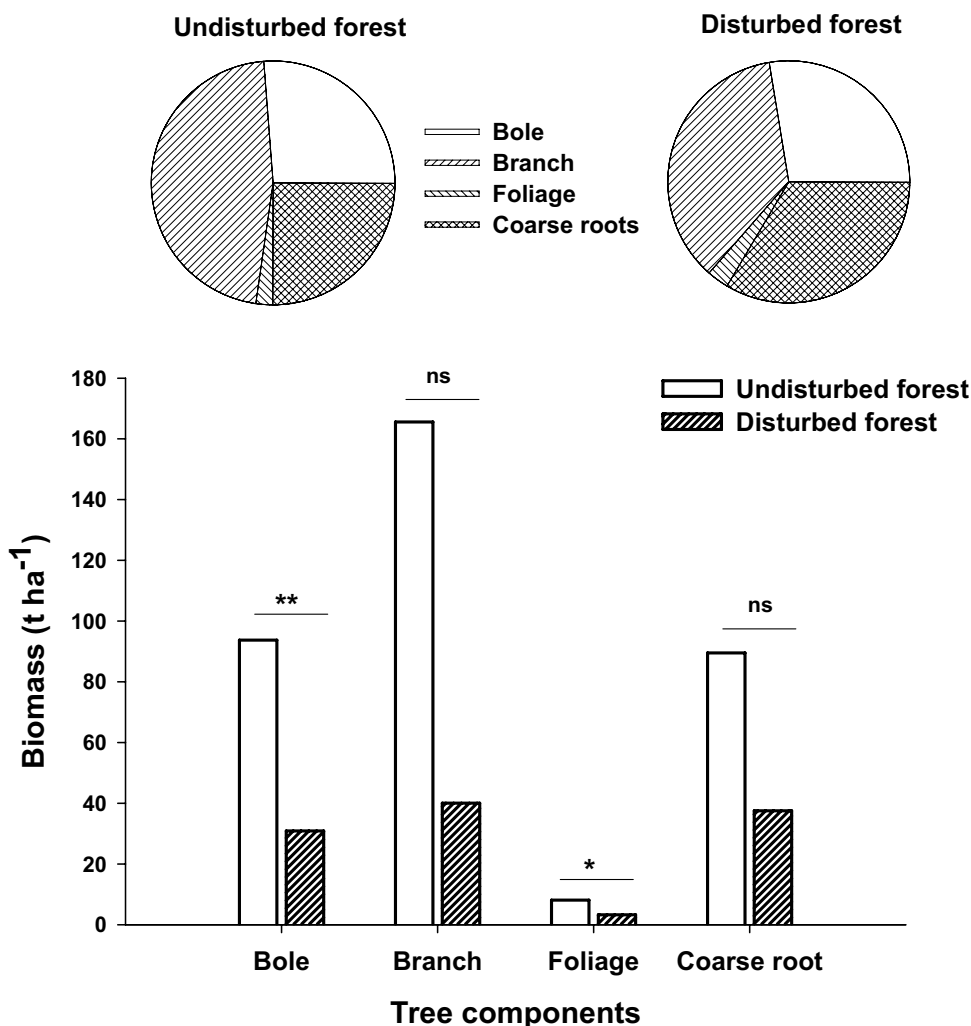 Undisturbed forest
Disturbed forest
Bole
Branch
Foliage
Coarse roots
180
160
140
120
100
80
60
40
20
0
Biomass (t ha-1)
**
ns
*
ns
Undisturbed forest
Disturbed forest
Bole
Branch
Foliage
Coarse root
Tree components